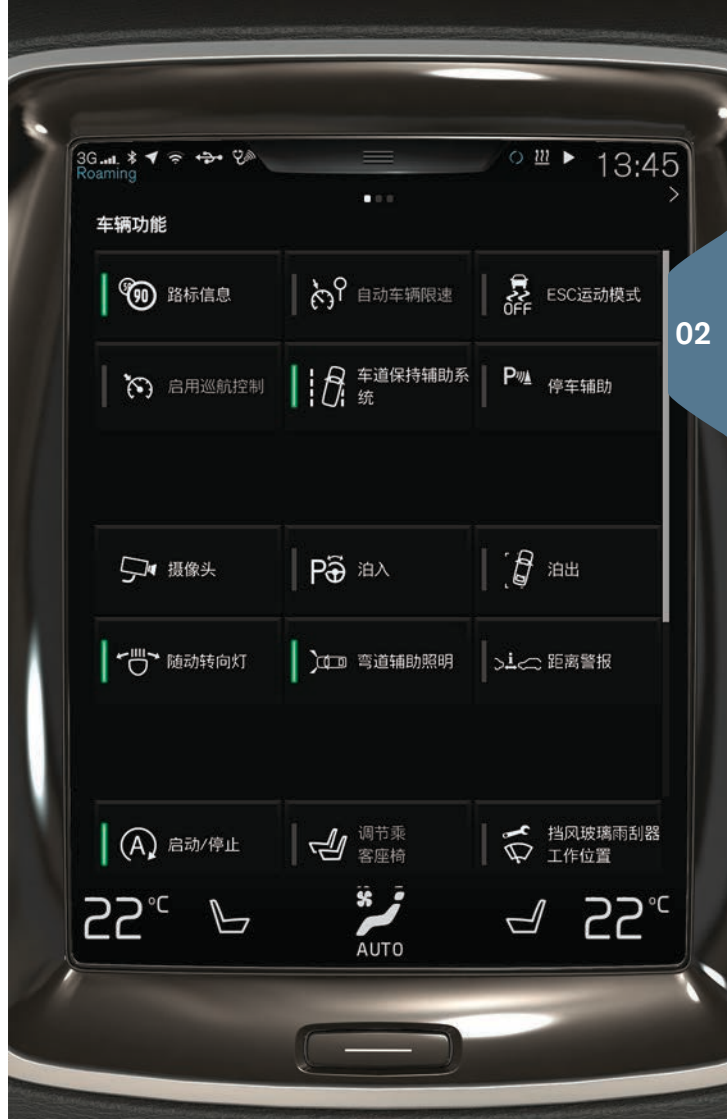 3G
Roaming
13:45
车辆功能
50
90
路标信息
自动车辆限速
OFF
ESC运动模式
02
启用巡航控制
车道保持辅助系
统
P
停车辅助
摄像头
P
泊入
泊出
随动转向灯
弯道辅助照明
距离警报
A
启动/停止
调节乘
客座椅
挡风玻璃雨刮器
工作位置
22°C
AUTO
22°C